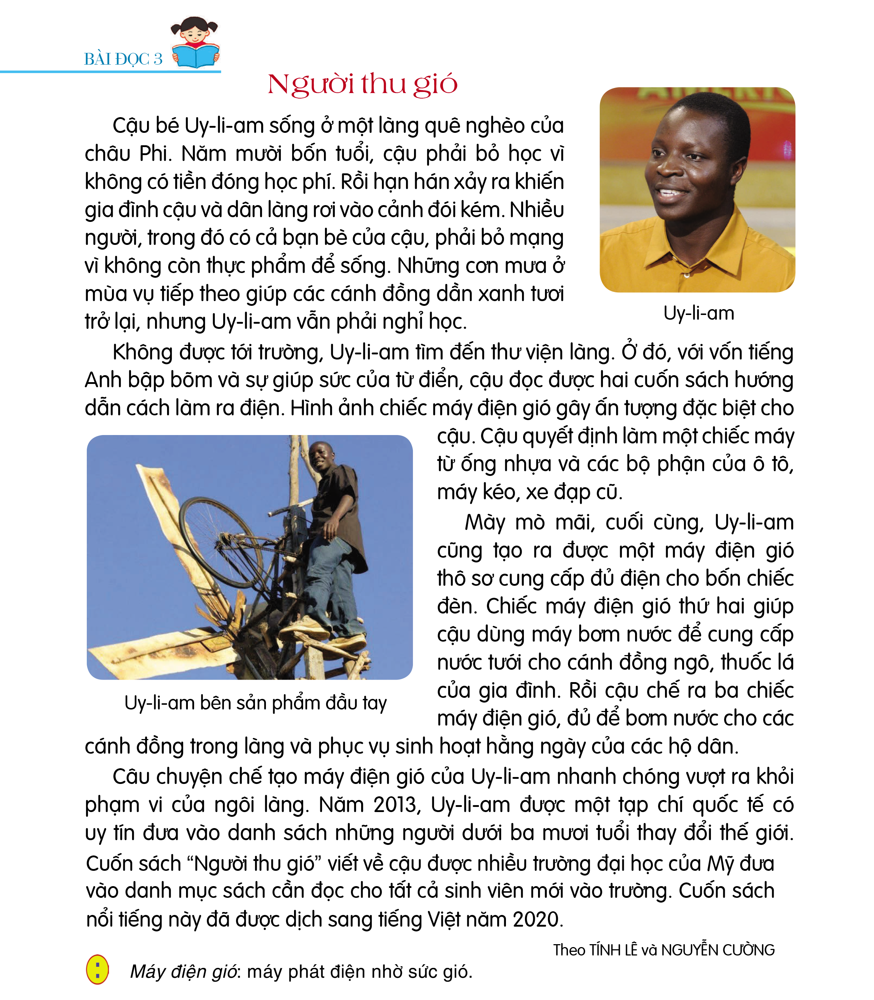 BÀI ĐỌC 3
Người thu gió
Cậu bé Uy-li-am sống ở một làng quê nghèo của
châu Phi. Năm mười bốn tuổi, cậu phải bỏ học vì
không có tiền đóng học phí. Rồi hạn hán xảy ra khiến
gia đình cậu và dân làng rơi vào cảnh đói kém. Nhiều
người, trong đó có cả bạn bè của cậu, phải bỏ mạng
vì không còn thực phẩm để sống. Những cơn mưa ở
mùa vụ tiếp theo giúp các cánh đồng dần xanh tươi
trở lại, nhưng Uy-li-am vẫn phải nghỉ học.
Uy-li-am
Không được tới trường, Uy-li-am tìm đến thư viện làng. Ở đó, với vốn tiếng
Anh bập bõm và sự giúp sức của từ điển, cậu đọc được hai cuốn sách hướng
dẫn cách làm ra điện. Hình ảnh chiếc máy điện gió gây ấn tượng đặc biệt cho
cậu. Cậu quyết định làm một chiếc máy
từ ống nhựa và các bộ phận của ô tô,
máy kéo, xe đạp cũ.
Mày mò mãi, cuối cùng, Uy-li-am
cũng tạo ra được một máy điện gió
thô sơ cung cấp đủ điện cho bốn chiếc
đèn. Chiếc máy điện gió thứ hai giúp
cậu dùng máy bơm nước để cung cấp
nước tưới cho cánh đồng ngô, thuốc lá
của gia đình. Rồi cậu chế ra ba chiếc
máy điện gió, đủ để bơm nước cho các
Uy-li-am bên sản phẩm đầu tay
cánh đồng trong làng và phục vụ sinh hoạt hằng ngày của các hộ dân.
Câu chuyện chế tạo máy điện gió của Uy-li-am nhanh chóng vượt ra khỏi
phạm vi của ngôi làng. Năm 2013, Uy-li-am được một tạp chí quốc tế có
uy tín đưa vào danh sách những người dưới ba mươi tuổi thay đổi thế giới.
Cuốn sách “Người thu gió” viết về cậu được nhiều trường đại học của Mỹ đưa
vào danh mục sách cần đọc cho tất cả sinh viên mới vào trường. Cuốn sách
nổi tiếng này đã được dịch sang tiếng Việt năm 2020.
Theo TÍNH LÊ và NGUYỄN CƯỜNG
Máy điện gió: máy phát điện nhờ sức gió.